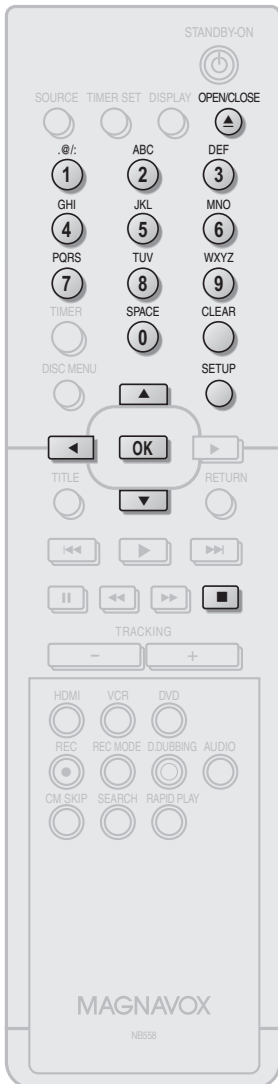 STANDBY-ON
SOURCE TIMER SET DISPLAY OPEN/CLOSE
.@/: ABC DEF
1 2 3
GHI JKL MNO
4 5 6
PQRS TUV WXYZ
7 8 9
TIMER SPACE CLEAR
0
DISC MENU SETUP
OK
TITLE RETURN
TRACKING
– +
HDMI VCR DVD
REC REC MODE D.DUBBING AUDIO
CM SKIP SEARCH RAPID PLAY
MAGNAVOX
NB558